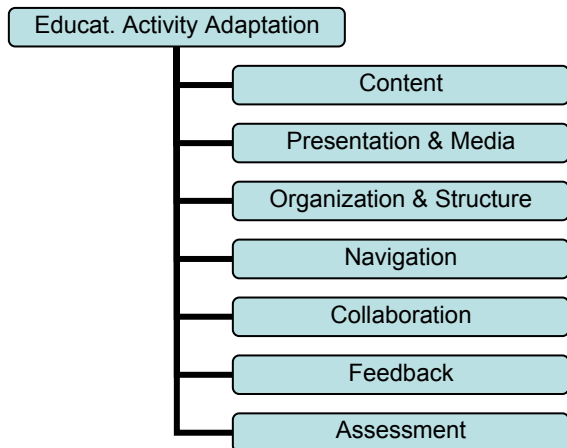 Educat. Activity Adaptation
Content
Presentation & Media
Organization & Structure
Navigation
Collaboration
Feedback
Assessment